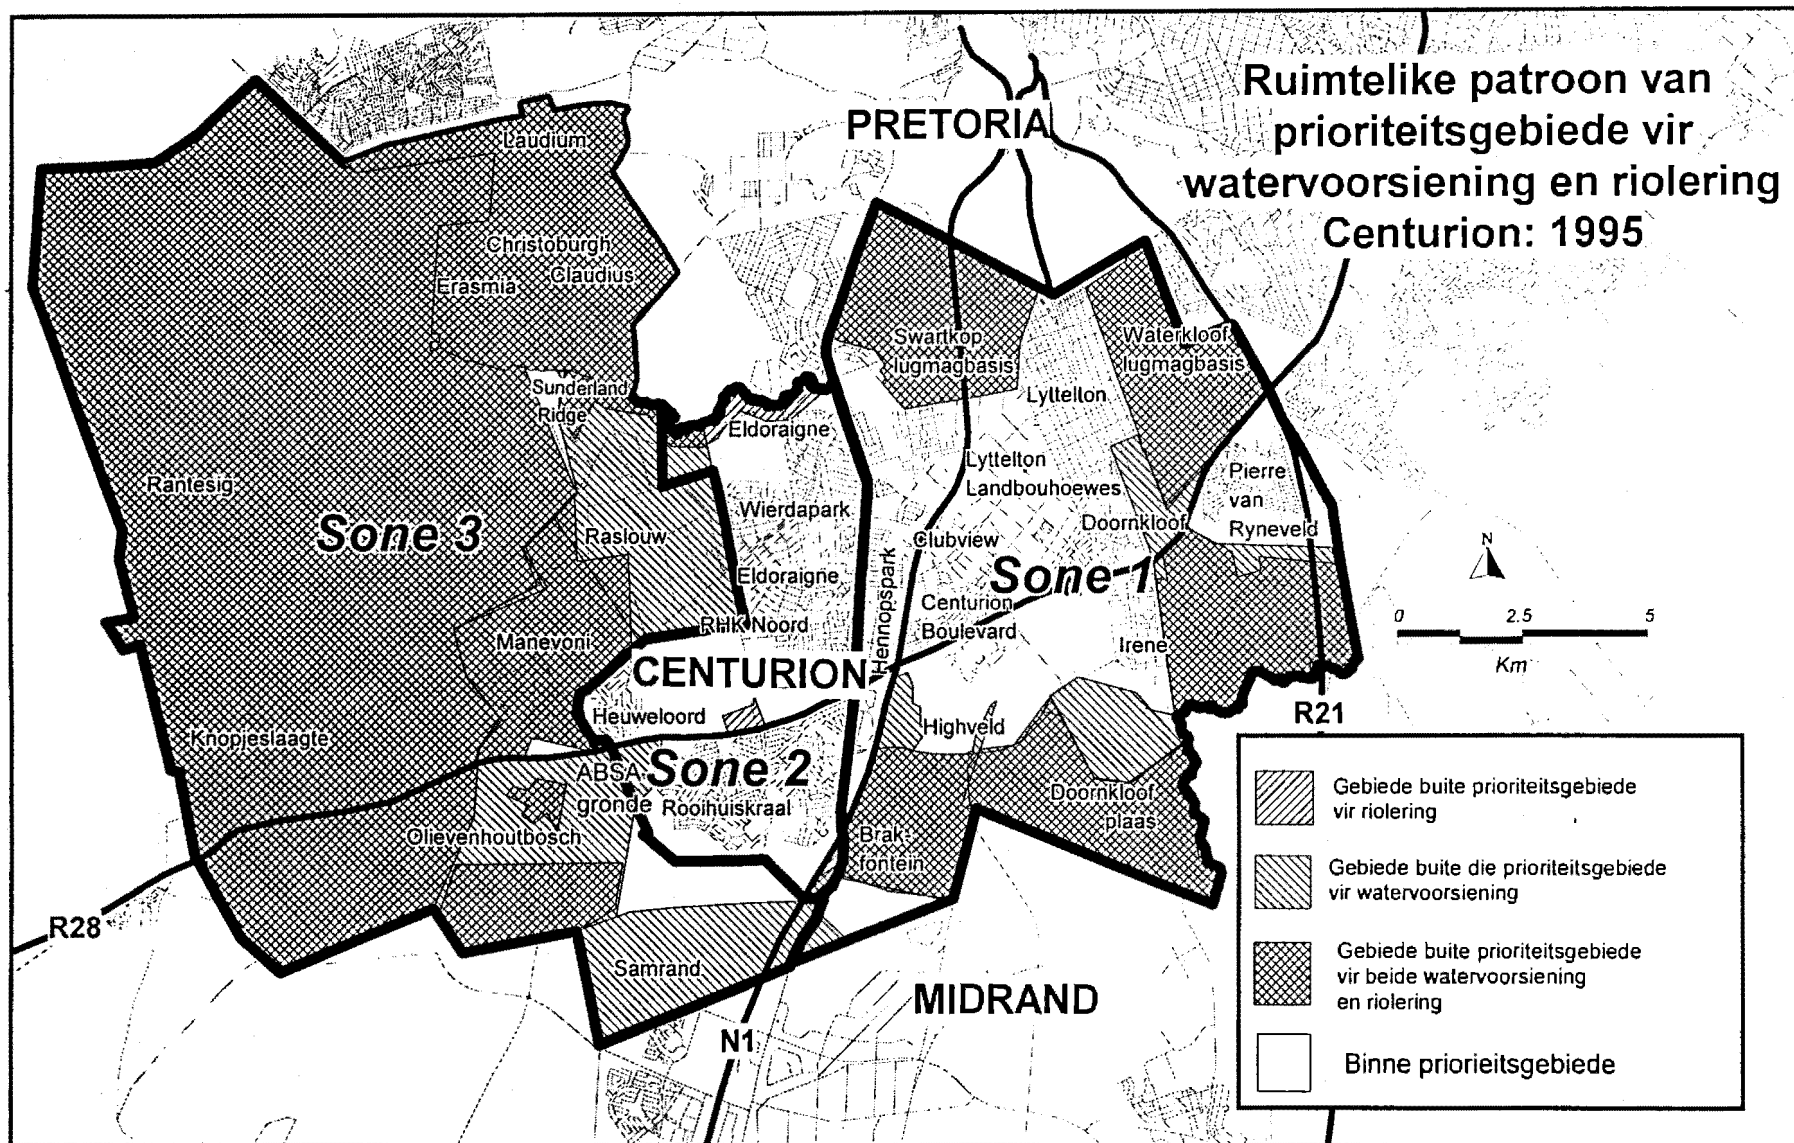 Ruimtelike patroon van
prioriteitsgebiede vir
watervoorsiening en riolering
Centurion: 1995
PRETORIA
Laudium
Christoburgh
Claudius
Erasmia
Swartkop
lugmagbasis
Waterkloof
lugmagbasis
Sunderland
Ridge
Lyttelton
Eldoraigne
Lyttelton
Landbouhoewes
Pierre
van
Ryneveld
Rantesig
Sone 3
Wierdapark
Raslouw
Doornkloof
Clubview
Hennopspark
Eldoraigne
Sone 1
Centurion
Boulevard
RHK Noord
Manevoni
Irene
CENTURION
Heuweloord
Highveld
Knopjeslaagte
ABSA
gronde
Sone 2
Rooihuiskraal
Doornkloof
plaas
Olievenhoutbosch
Brak-
fontein
R21
R28
Samrand
MIDRAND
N1
N
0 2.5 5
Km
Gebiede buite prioriteitsgebiede
vir riolering
Gebiede buite die prioriteitsgebiede
vir watervoorsiening
Gebiede buite prioriteitsgebiede
vir beide watervoorsiening
en riolering
Binne priorieitsgebiede